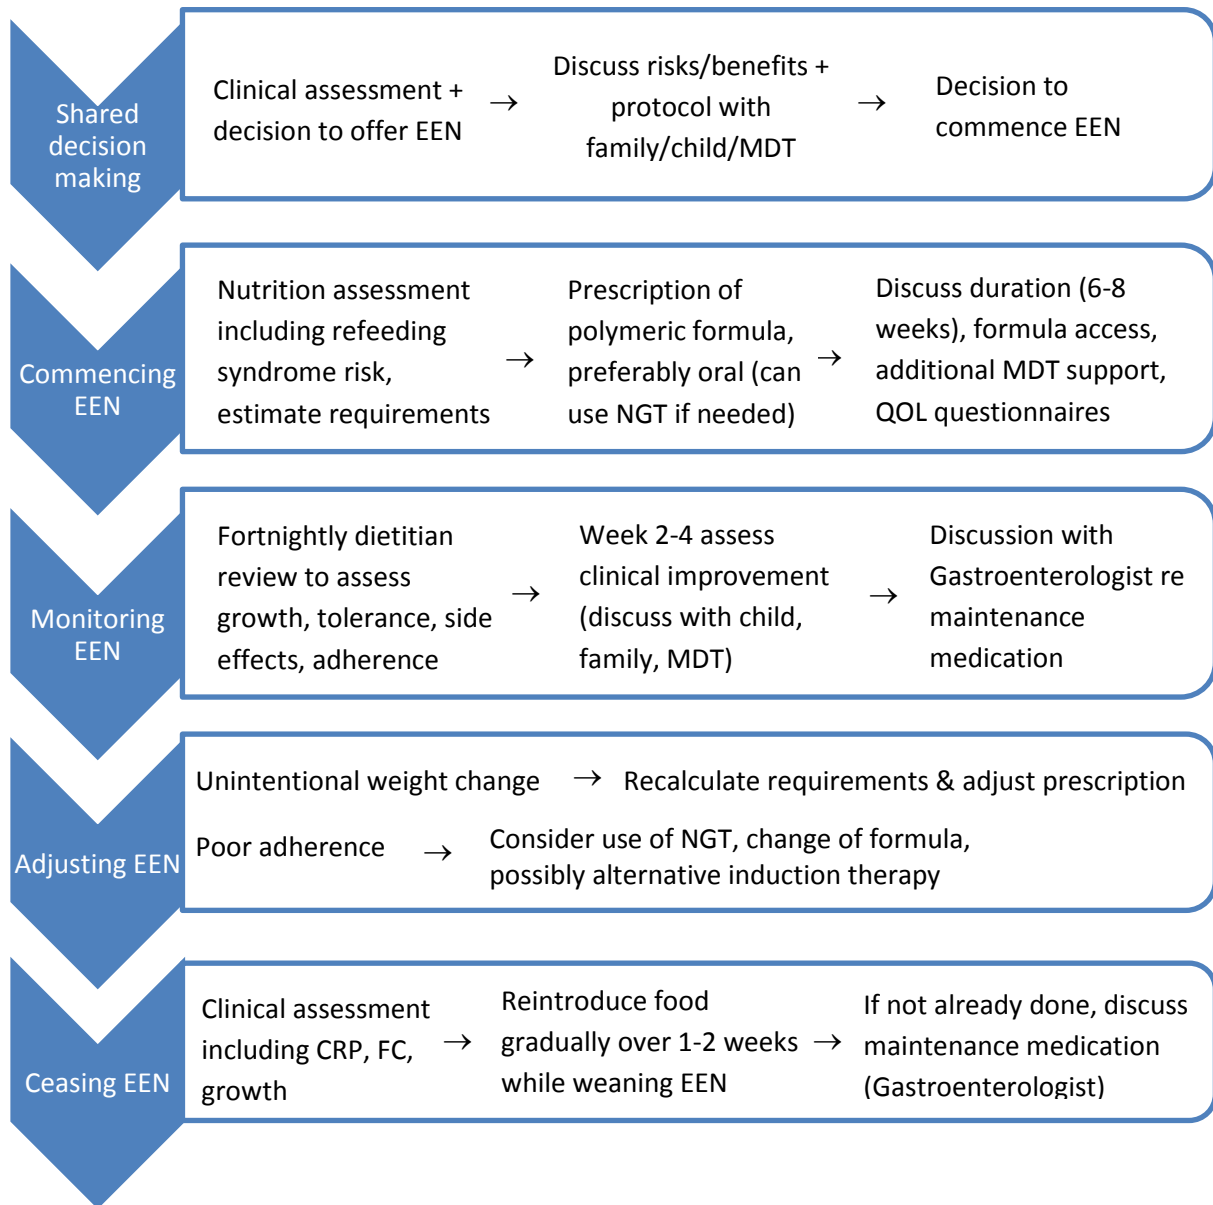 Shared
decision
making
Clinical assessment +
decision to offer EEN
→
Discuss risks/benefits +
protocol with
family/child/MDT
→
Decision to
commence EEN
Commencing
EEN
Nutrition assessment
including refeeding
syndrome risk,
estimate requirements
→
Prescription of
polymeric formula,
preferably oral (can
use NGT if needed)
→
Discuss duration (6-8
weeks), formula access,
additional MDT support,
QOL questionnaires
Monitoring
EEN
Fortnightly dietitian
review to assess
growth, tolerance, side
effects, adherence
→
Week 2-4 assess
clinical improvement
(discuss with child,
family, MDT)
→
Discussion with
Gastroenterologist re
maintenance
medication
Adjusting EEN
Unintentional weight change → Recalculate requirements & adjust prescription
Poor adherence →
Consider use of NGT, change of formula,
possibly alternative induction therapy
Ceasing EEN
Clinical assessment
including CRP, FC,
growth
→
Reintroduce food
gradually over 1-2 weeks
while weaning EEN
→
If not already done, discuss
maintenance medication
(Gastroenterologist)